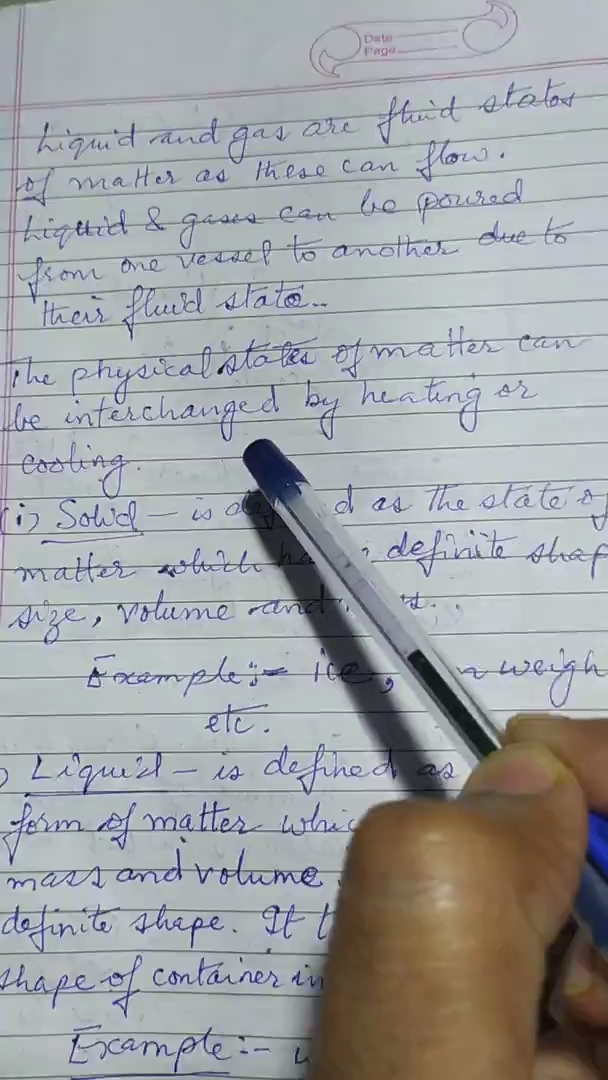 Date
Page
Liquid and gas are fluid states
of matter as these can flow.
Liquid & gases can be poured
from one vessel to another due to
their fluid state..
The physical states of matter can
be interchanged by heating or
cooling.
(i) Solid - is d as the state of
matter which definite shap
size, volume and
Example:- ice, weigh
etc.
) Liquid - is defined as
form of matter whic
mass and volume
definite shape. It t
shape of container in
Example:-